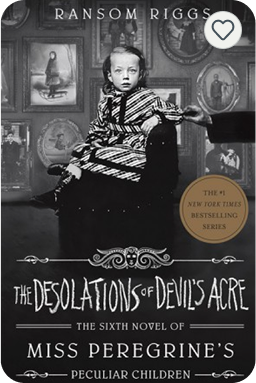 RANSOM RIGGS
THE #1
NEW YORK TIMES
BESTSELLING
SERIES
THE DESOLATIONS OF DEVIL'S ACRE
THE SIXTH NOVEL OF
MISS PEREGRINE'S
PECULIAR CHILDREN